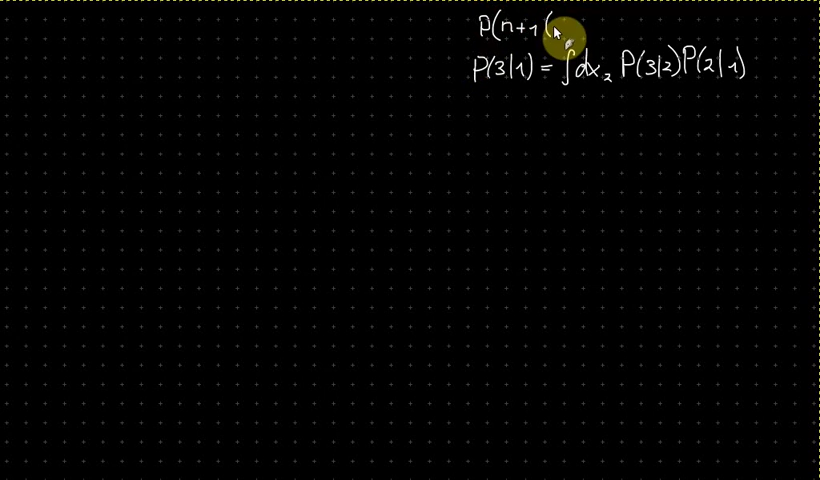 P(n+1(
P(3|1) = ∫dx₂ P(3|2)P(2|1)